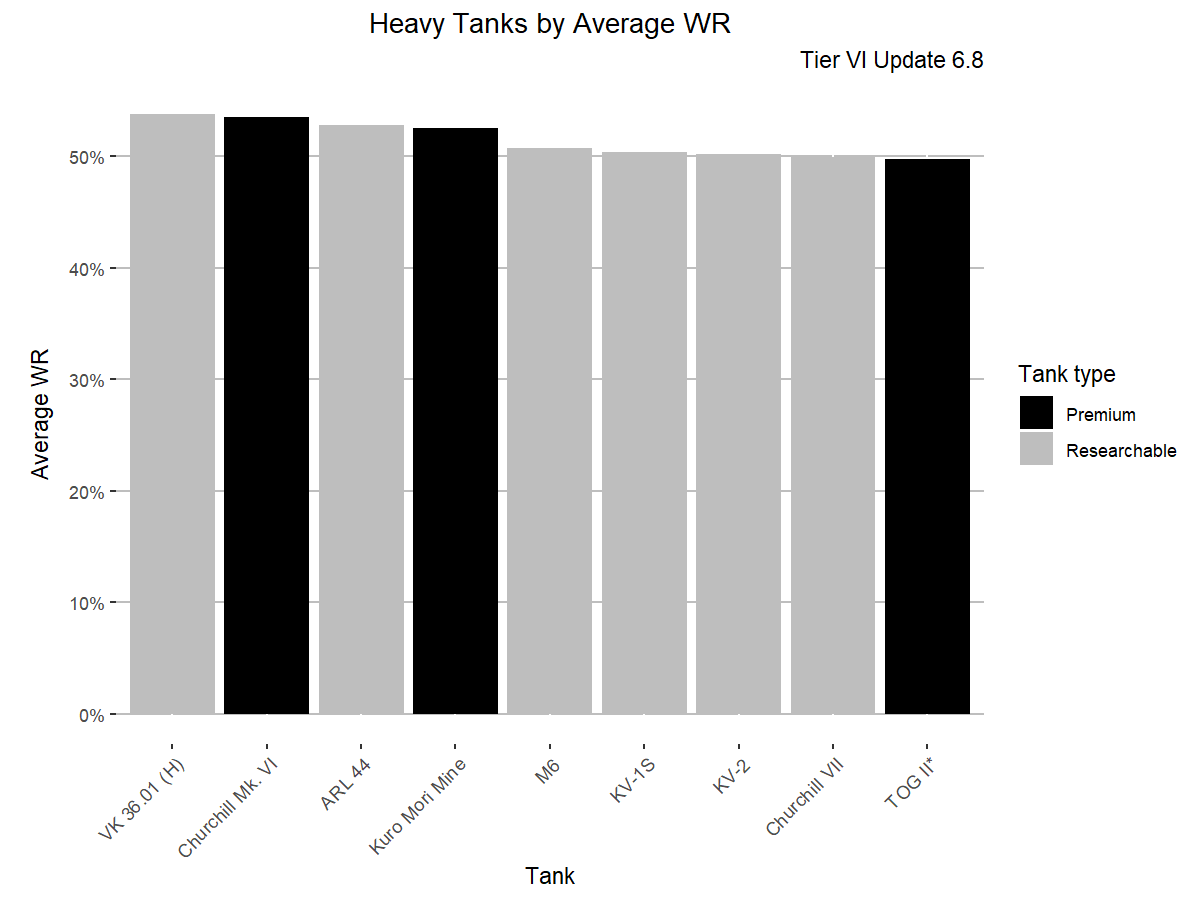 Heavy Tanks by Average WR
Tier VI Update 6.8
Average WR
50%
40%
30%
20%
10%
0%
VK 36.01 (H)
Churchill Mk. VI
ARL 44
Kuro Mori Mine
M6
KV-1S
KV-2
Churchill VII
TOG II*
Tank
Tank type
Premium
Researchable